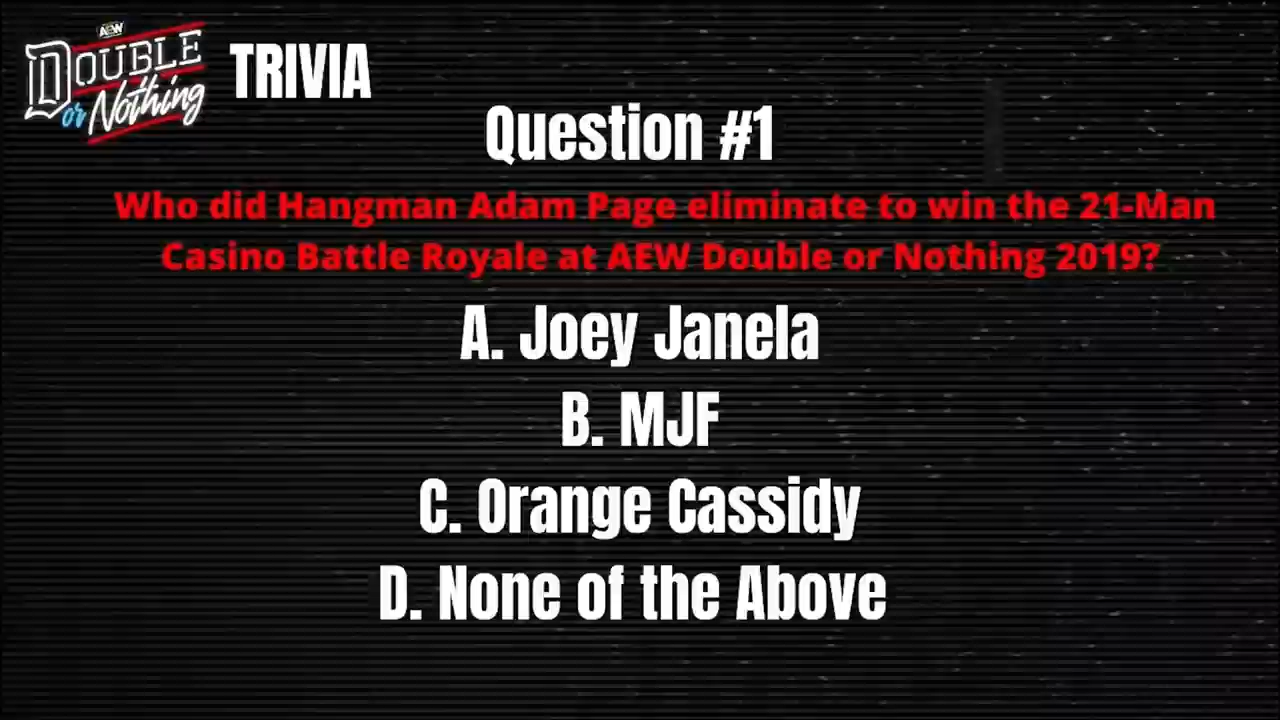 AEW
DOUBLE
or Nothing
TRIVIA
Question #1
Who did Hangman Adam Page eliminate to win the 21-Man
Casino Battle Royale at AEW Double or Nothing 2019?
A. Joey Janela
B. MJF
C. Orange Cassidy
D. None of the Above